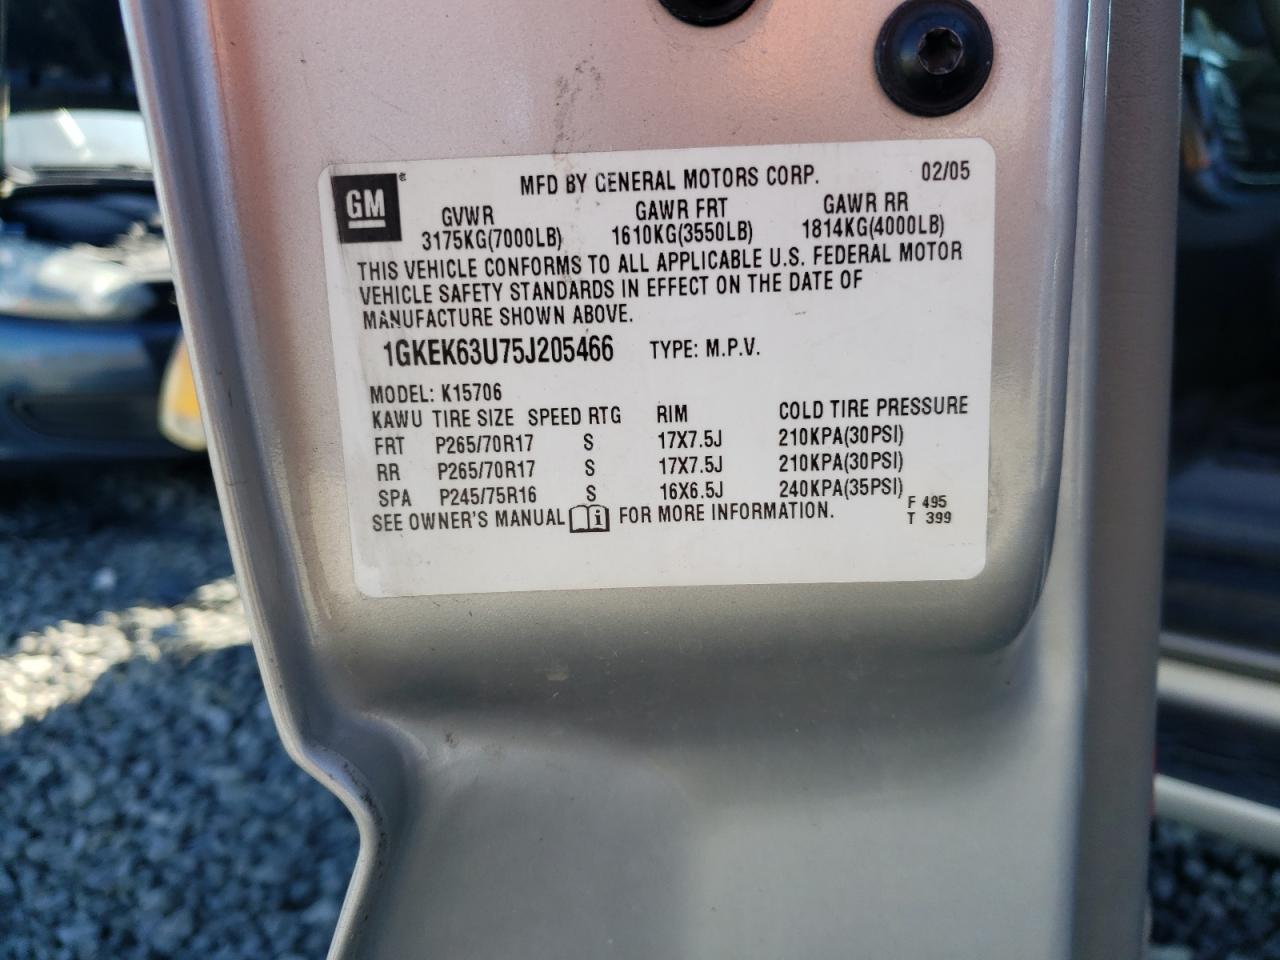 GM ®
MFD BY GENERAL MOTORS CORP. 02/05
GVWR GAWR FRT GAWR RR
3175KG(7000LB) 1610KG(3550LB) 1814KG(4000LB)
THIS VEHICLE CONFORMS TO ALL APPLICABLE U.S. FEDERAL MOTOR
VEHICLE SAFETY STANDARDS IN EFFECT ON THE DATE OF
MANUFACTURE SHOWN ABOVE.
1GKEK63U75J205466 TYPE: M.P.V.
MODEL: K15706
KAWU TIRE SIZE SPEED RTG RIM COLD TIRE PRESSURE
FRT P265/70R17 S 17X7.5J 210KPA(30PSI)
RR P265/70R17 S 17X7.5J 210KPA(30PSI)
SPA P245/75R16 S 16X6.5J 240KPA(35PSI)
SEE OWNER'S MANUAL i FOR MORE INFORMATION.
F 495
T 399